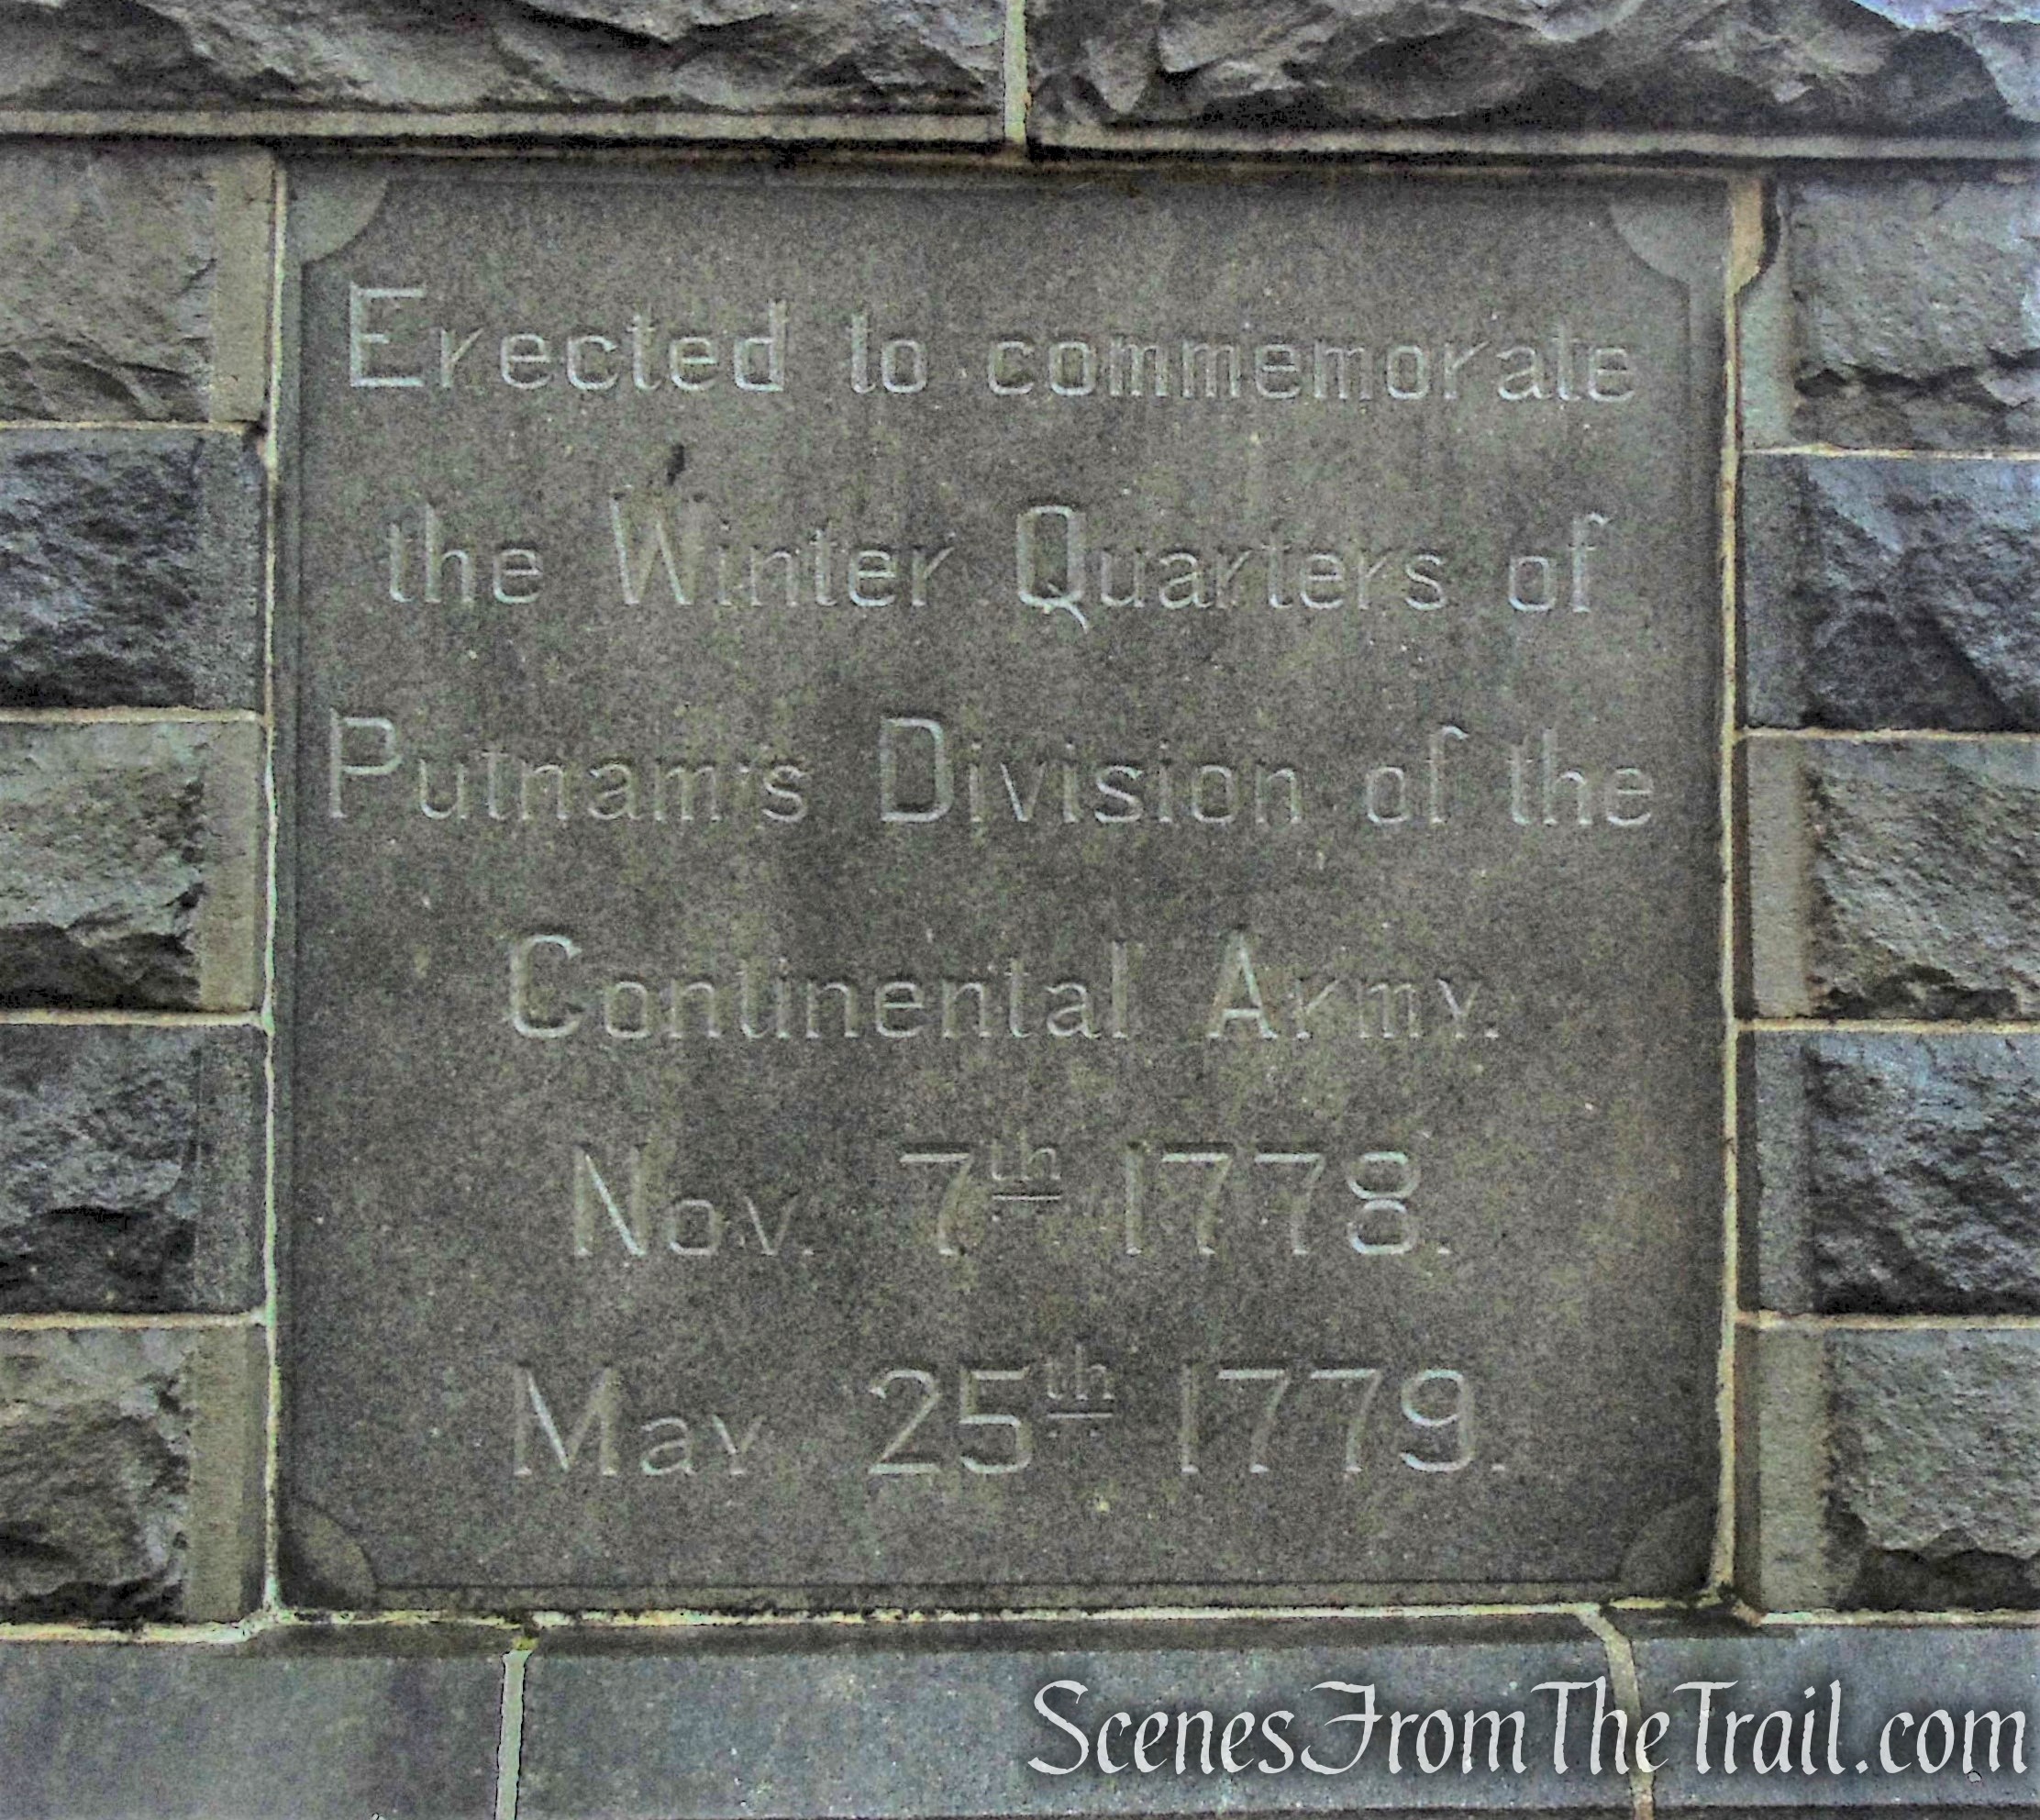 Erected to commemorate
the Winter Quarters of
Putnam's Division of the
Continental Army.
Nov. 7th 1778.
May 25th 1779.
ScenesFromTheTrail.com